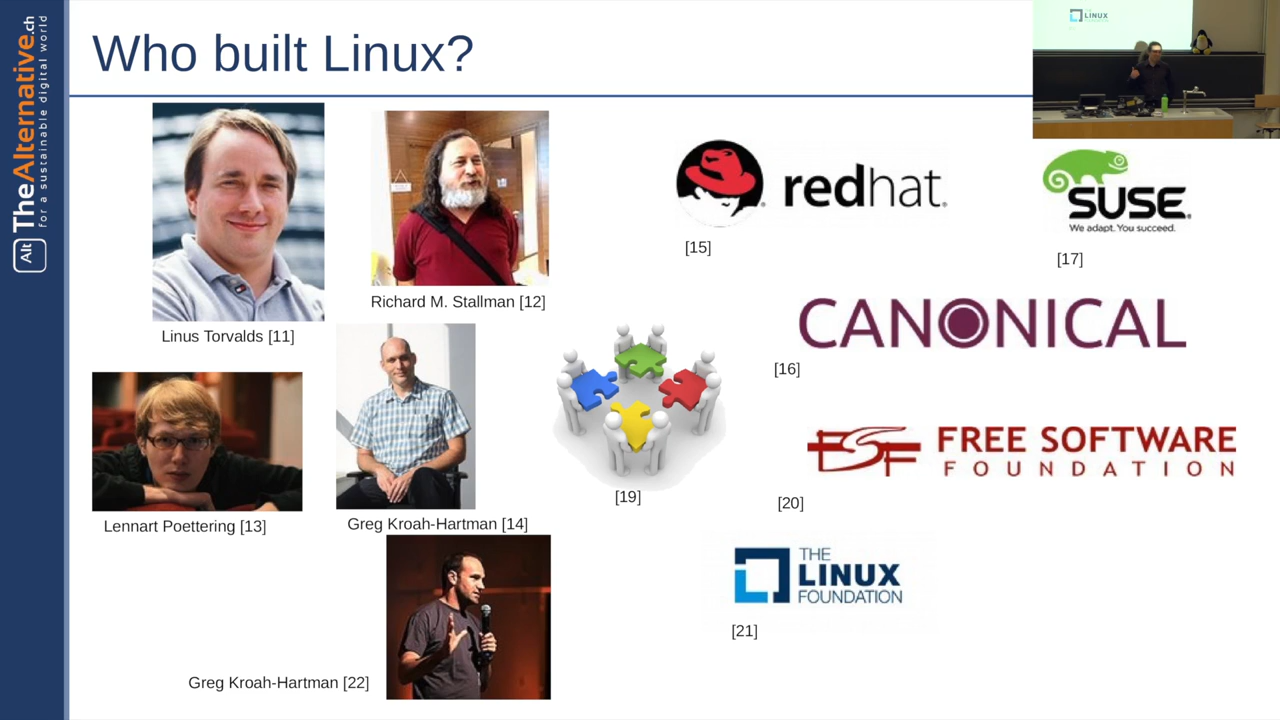 Who built Linux?
TheAlternative.ch
for a sustainable digital world
Alt
LINUX
Linus Torvalds [11]
Richard M. Stallman [12]
Lennart Poettering [13]
Greg Kroah-Hartman [14]
Greg Kroah-Hartman [22]
[19]
redhat.
[15]
SUSE
We adapt. You succeed.
[17]
CANONICAL
[16]
FSF
FREE SOFTWARE
FOUNDATION
[20]
THE
LINUX
FOUNDATION
[21]